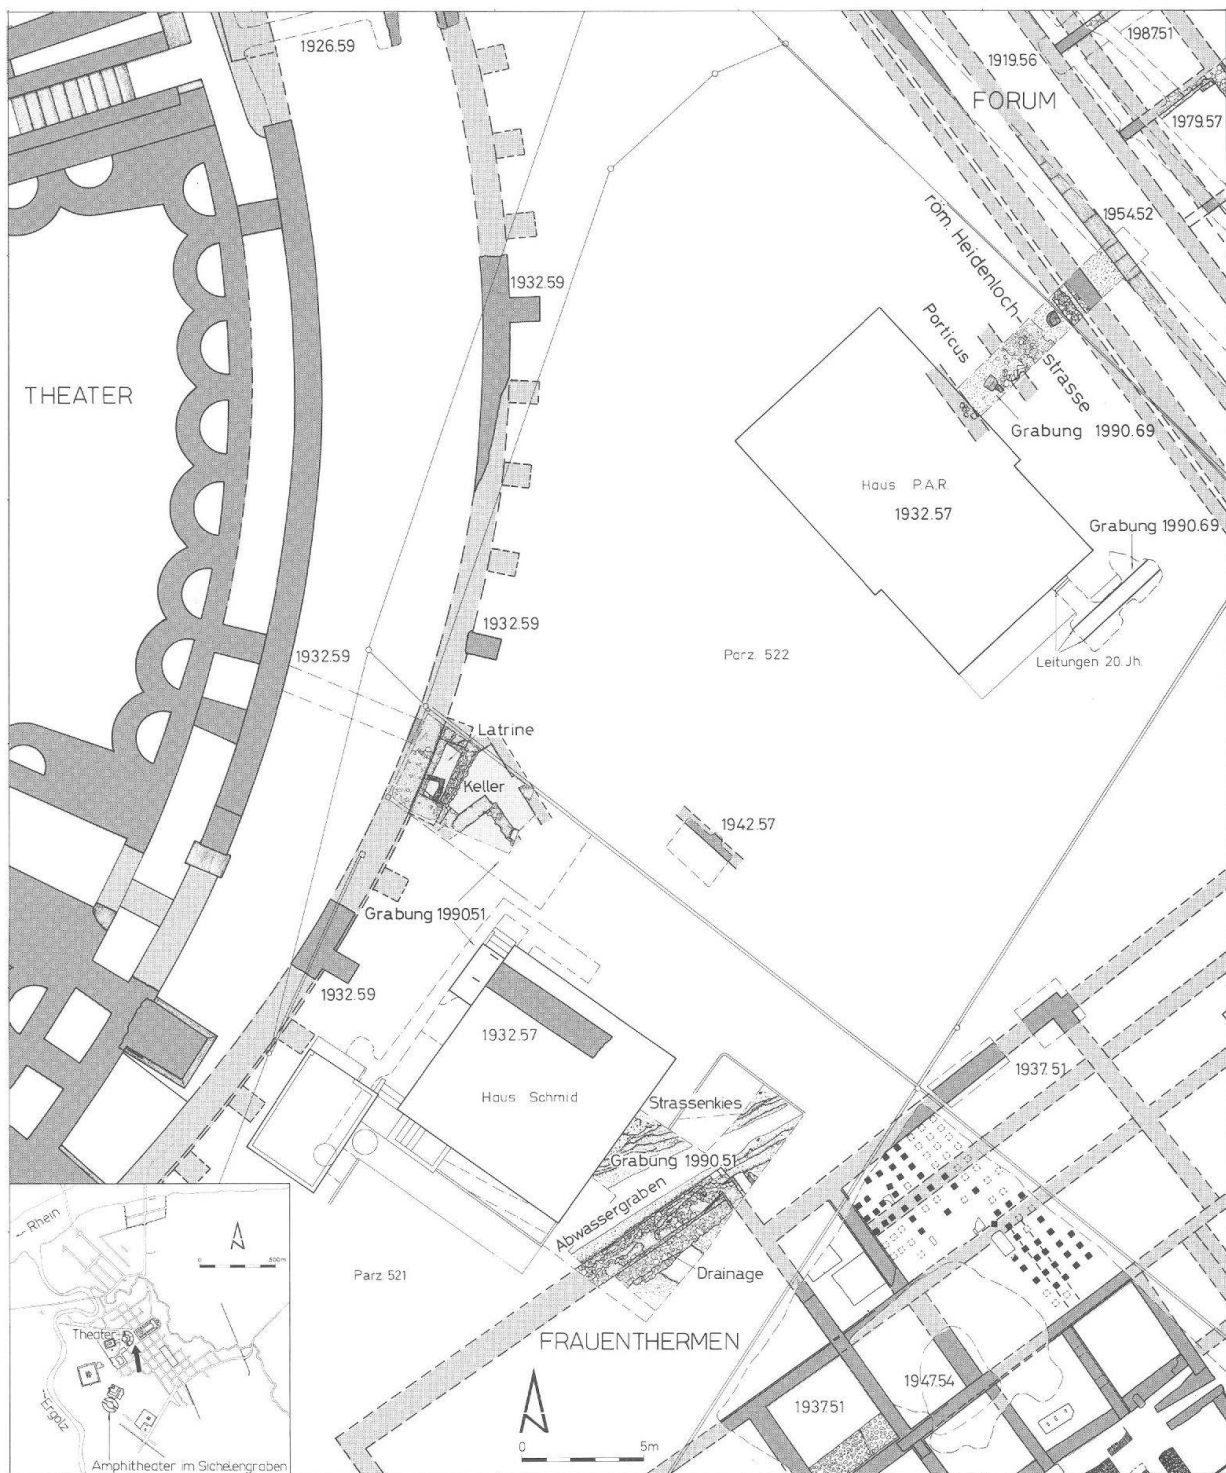 1926.59
1987.51
1919.56
FORUM
1979.57
1954.52
röm. Heidenloch-
strasse
Porticus
1932.59
THEATER
Grabung 1990.69
Haus P.A.R.
1932.57
Grabung 1990.69
1932.59
1932.59
Parz. 522
Leitungen 20. Jh.
Latrine
Keller
1942.57
Grabung 1990.51
1932.59
1932.57
Haus Schmid
1937.51
Strassenkies
Grabung 1990.51
Abwassergraben
Drainage
Parz 521
FRAUENTHERMEN
1947.54
1937.51
0 5m
Rhein
0 800m
Theater
Ergolz
Amphitheater im Sichelengraben